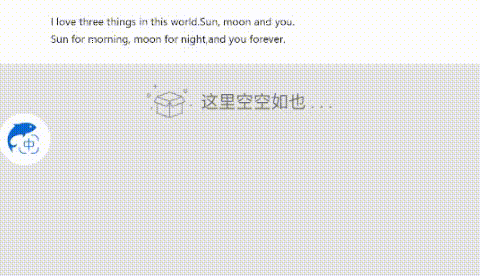 I love three things in this world.Sun, moon and you.
Sun for morning, moon for night,and you forever.
这里空空如也 . . .
中